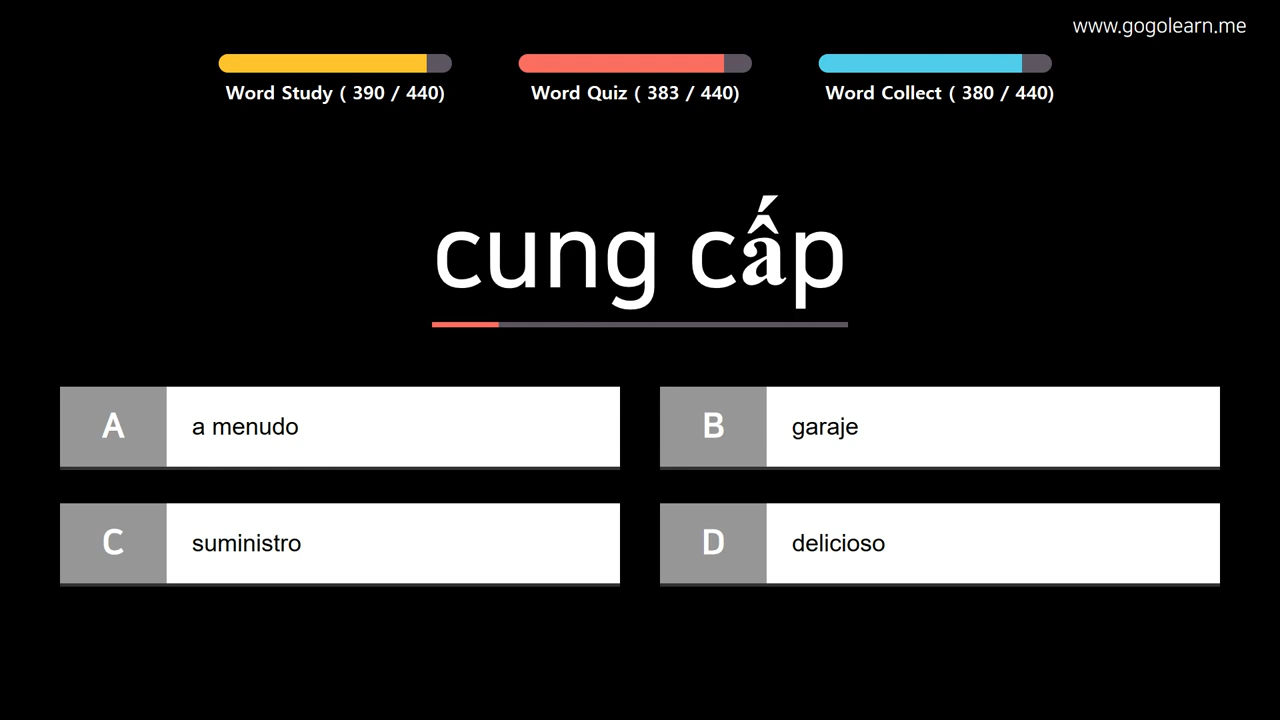 www.gogolearn.me
Word Study ( 390 / 440)
Word Quiz ( 383 / 440)
Word Collect ( 380 / 440)
cung cấp
A
a menudo
B
garaje
C
suministro
D
delicioso